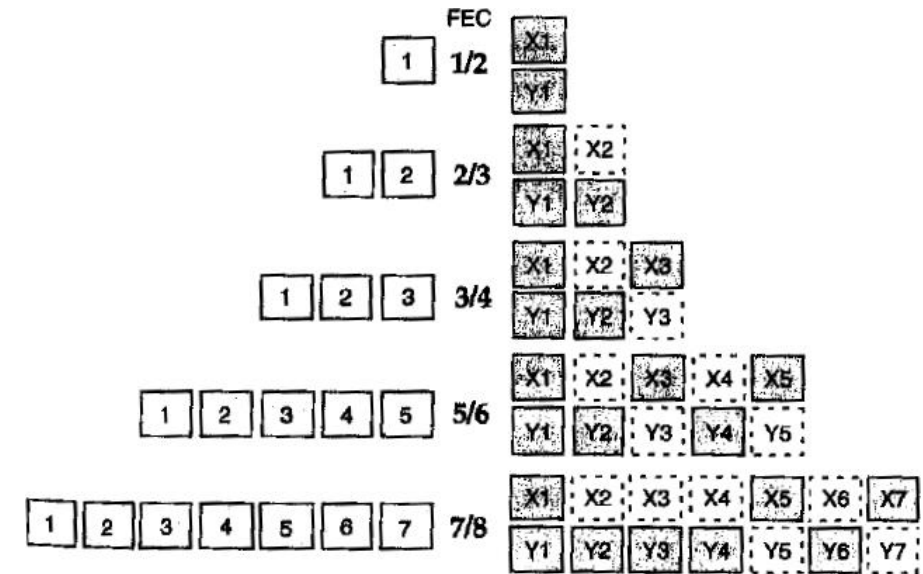 FEC
1 1/2 X1
Y1
1 2 2/3 X1 X2
Y1 Y2
1 2 3 3/4 X1 X2 X3
Y1 Y2 Y3
1 2 3 4 5 5/6 X1 X2 X3 X4 X5
Y1 Y2 Y3 Y4 Y5
1 2 3 4 5 6 7 7/8 X1 X2 X3 X4 X5 X6 X7
Y1 Y2 Y3 Y4 Y5 Y6 Y7